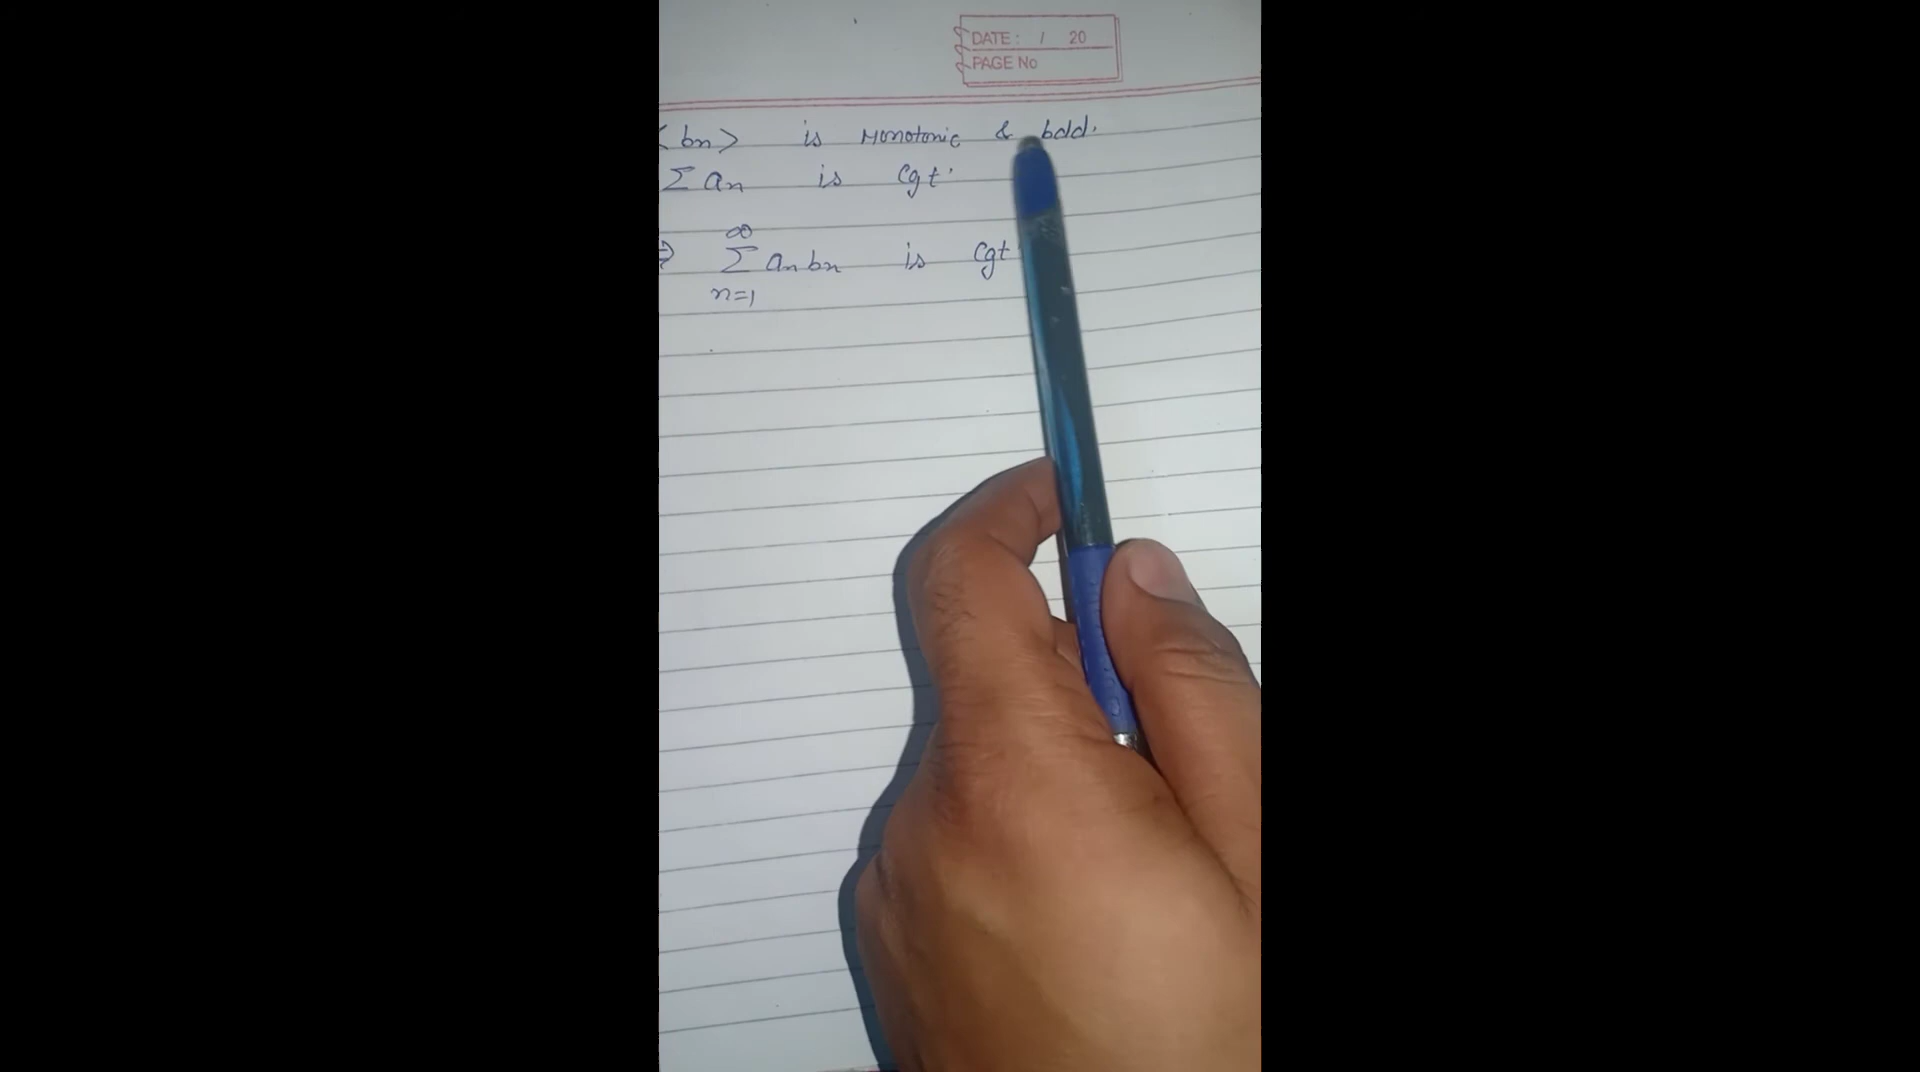 DATE: / 20
PAGE No
<bn> is Monotonic & bdd.
Σ an is Cgt.
⇒ ∞
Σ an bn is Cgt
n=1